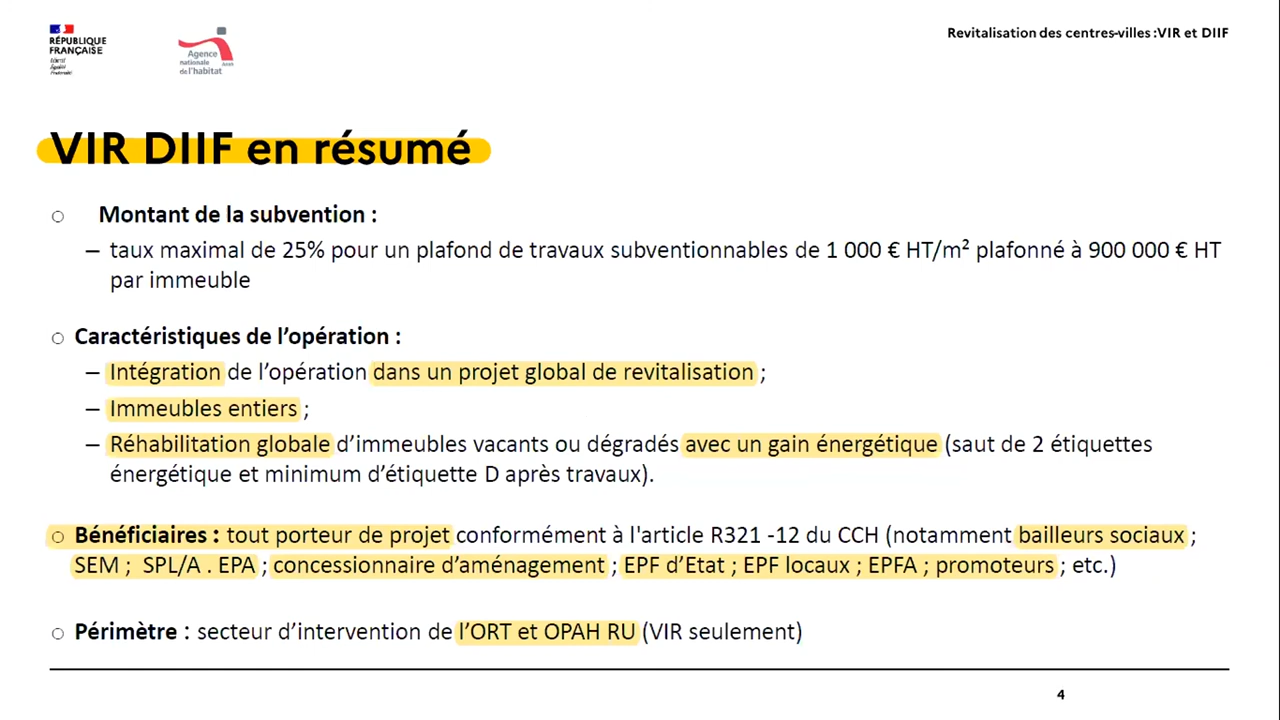 RÉPUBLIQUE
FRANÇAISE
Liberté
Égalité
Fraternité
Agence
nationale
de l'habitat
Anah
Revitalisation des centres-villes :VIR et DIIF
VIR DIIF en résumé
○ Montant de la subvention :
– taux maximal de 25% pour un plafond de travaux subventionnables de 1 000 € HT/m² plafonné à 900 000 € HT
par immeuble
○ Caractéristiques de l’opération :
– Intégration de l’opération dans un projet global de revitalisation ;
– Immeubles entiers ;
– Réhabilitation globale d’immeubles vacants ou dégradés avec un gain énergétique (saut de 2 étiquettes
énergétique et minimum d’étiquette D après travaux).
○ Bénéficiaires : tout porteur de projet conformément à l'article R321 -12 du CCH (notamment bailleurs sociaux ;
SEM ; SPL/A . EPA ; concessionnaire d’aménagement ; EPF d’Etat ; EPF locaux ; EPFA ; promoteurs ; etc.)
○ Périmètre : secteur d’intervention de l’ORT et OPAH RU (VIR seulement)
4